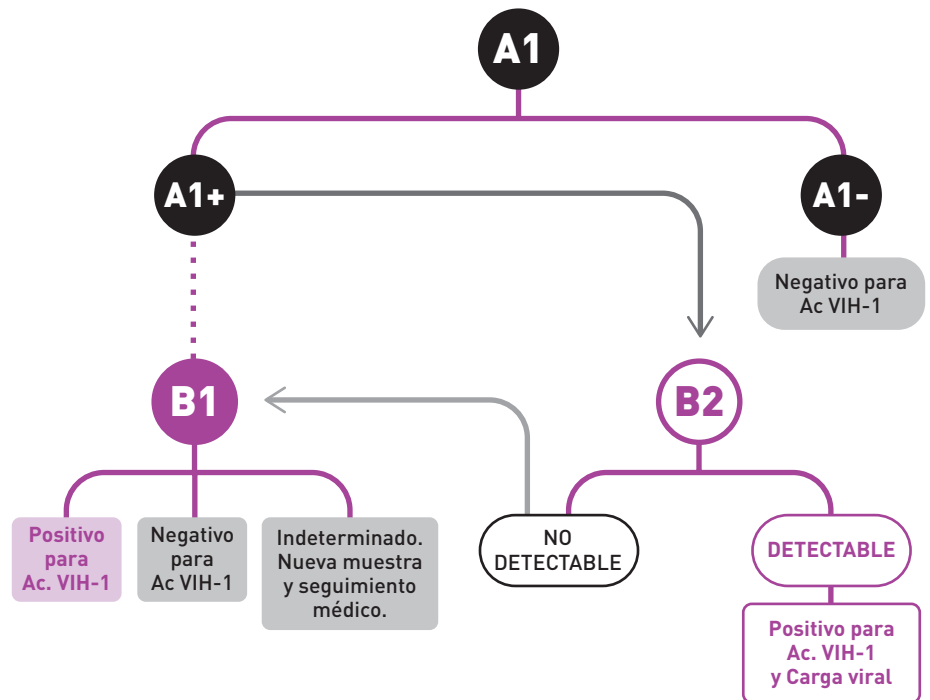 A1
A1+
A1-
Negativo para
Ac VIH-1
B1
B2
Positivo
para
Ac. VIH-1
Negativo
para
Ac VIH-1
Indeterminado.
Nueva muestra
y seguimiento
médico.
NO
DETECTABLE
DETECTABLE
Positivo para
Ac. VIH-1
y Carga viral